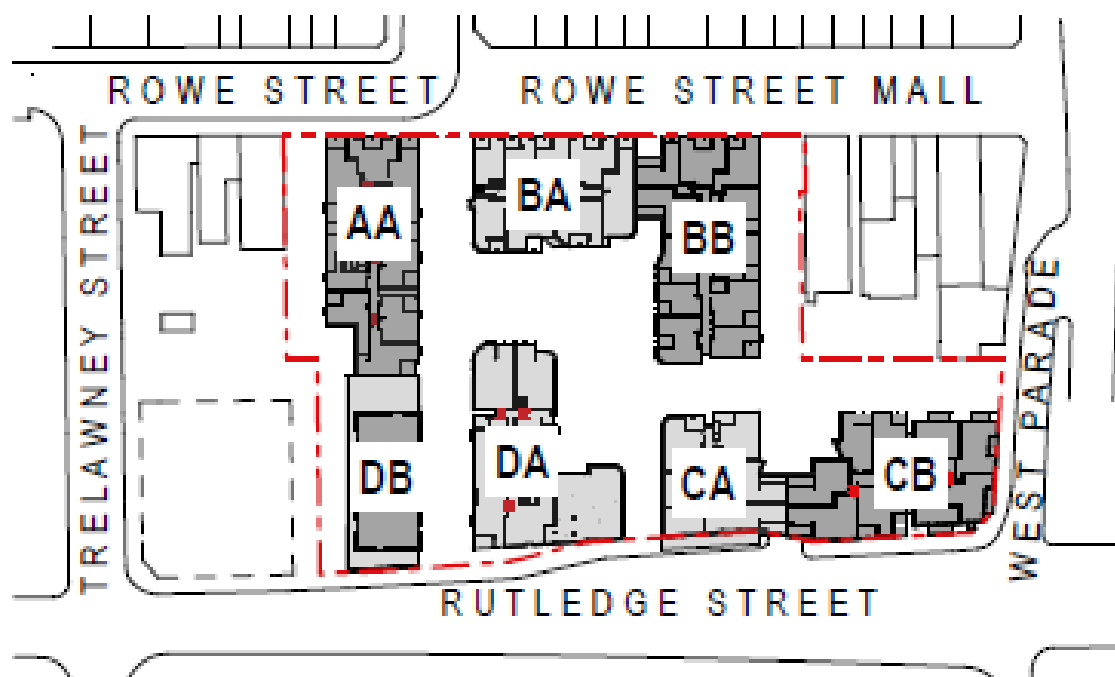 ROWE STREET
ROWE STREET MALL
TRELAWNEY STREET
AA
BA
BB
WEST PARADE
DB
DA
CA
CB
RUTLEDGE STREET